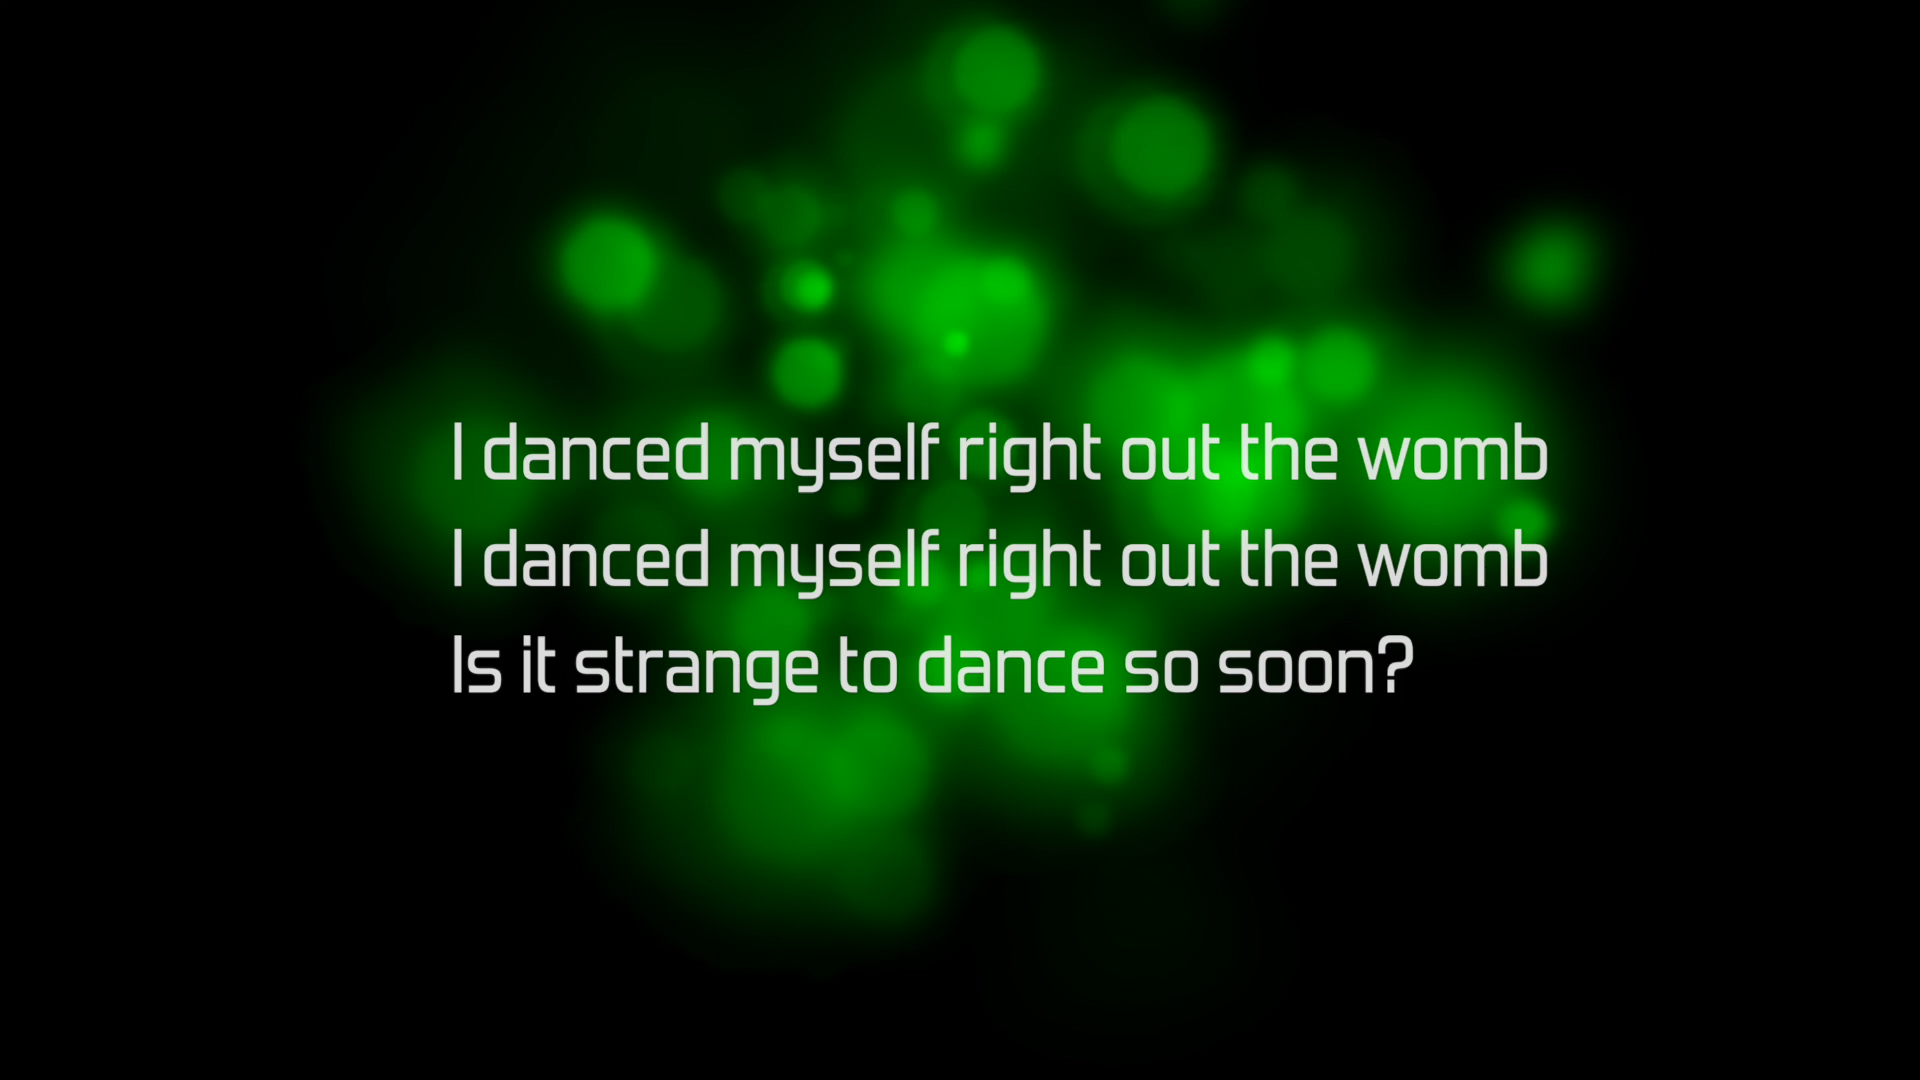 I danced myself right out the womb
I danced myself right out the womb
Is it strange to dance so soon?